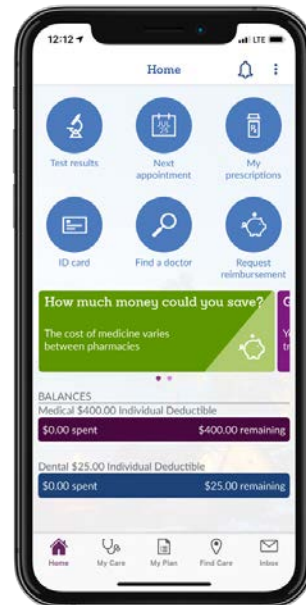 12:12
LTE
Home
Test results
Next
appointment
My
prescriptions
ID card
Find a doctor
Request
reimbursement
How much money could you save?
The cost of medicine varies
between pharmacies
BALANCES
Medical $400.00 Individual Deductible
$0.00 spent $400.00 remaining
Dental $25.00 Individual Deductible
$0.00 spent $25.00 remaining
Home My Care My Plan Find Care Inbox